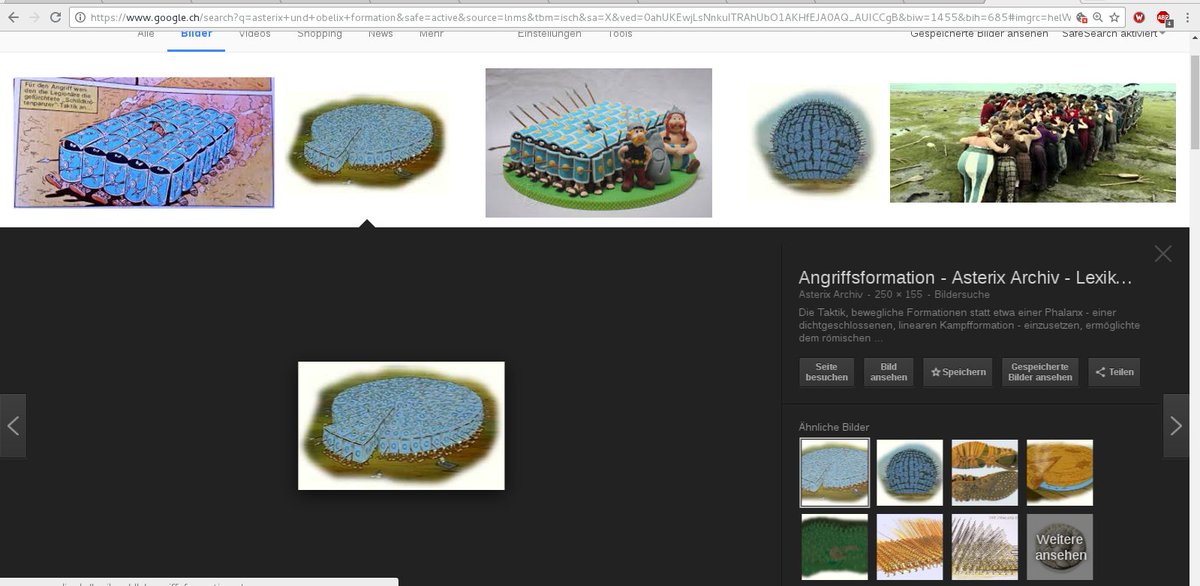 https://www.google.ch/search?q=asterix+und+obelix+formation&safe=active&source=lnms&tbm=isch&sa=X&ved=0ahUKEwjLsNnkulTRAhUbO1AKHfEJA0AQ_AUICCgB&biw=1455&bih=685#imgrc=helW
Alle Bilder Videos Shopping News Mehr Einstellungen Tools Gespeicherte Bilder ansehen SafeSearch aktiviert
Für den Angriff
die Legionäre die
gefürchtete „Schildkrö-
tenpanzer"-Taktik an...
Angriffsformation - Asterix Archiv - Lexik…
Asterix Archiv - 250 × 155 - Bildersuche
Die Taktik, bewegliche Formationen statt etwa einer Phalanx - einer
dichtgeschlossenen, linearen Kampfformation - einzusetzen, ermöglichte
dem römischen ...
Seite
besuchen
Bild
ansehen
Speichern
Gespeicherte
Bilder ansehen
Teilen
Ähnliche Bilder
Weitere
ansehen